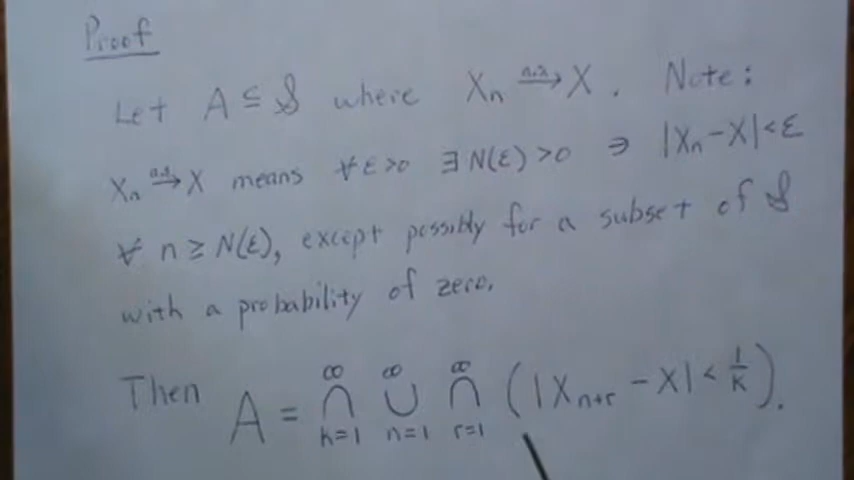 Proof
Let A ⊆ 𝒮 where Xₙ —a.s.→ X . Note:
Xₙ —a.s.→ X means ∀ ε>0 ∃ N(ε)>0 ∋ |Xₙ-X|<ε
∀ n ≥ N(ε), except possibly for a subset of 𝒮
with a probability of zero.
Then A = ∞∩k=1 ∞∪n=1 ∞∩r=1 (|Xₙ₊ᵣ - X| < 1/k).